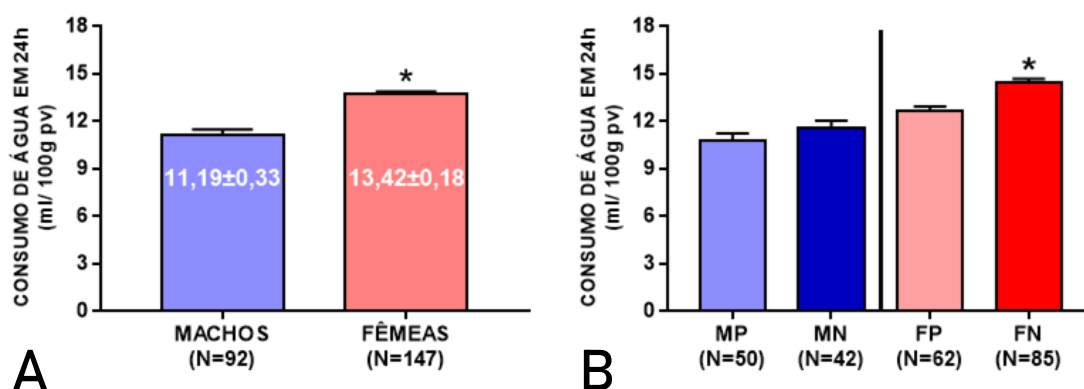 CONSUMO DE ÁGUA EM 24h
(ml/ 100g pv)
18
15
12
9
6
3
0
*
11,19±0,33
13,42±0,18
MACHOS
(N=92)
FÊMEAS
(N=147)
A
CONSUMO DE ÁGUA EM 24h
(ml/ 100g pv)
18
15
12
9
6
3
0
*
MP
(N=50)
MN
(N=42)
FP
(N=62)
FN
(N=85)
B